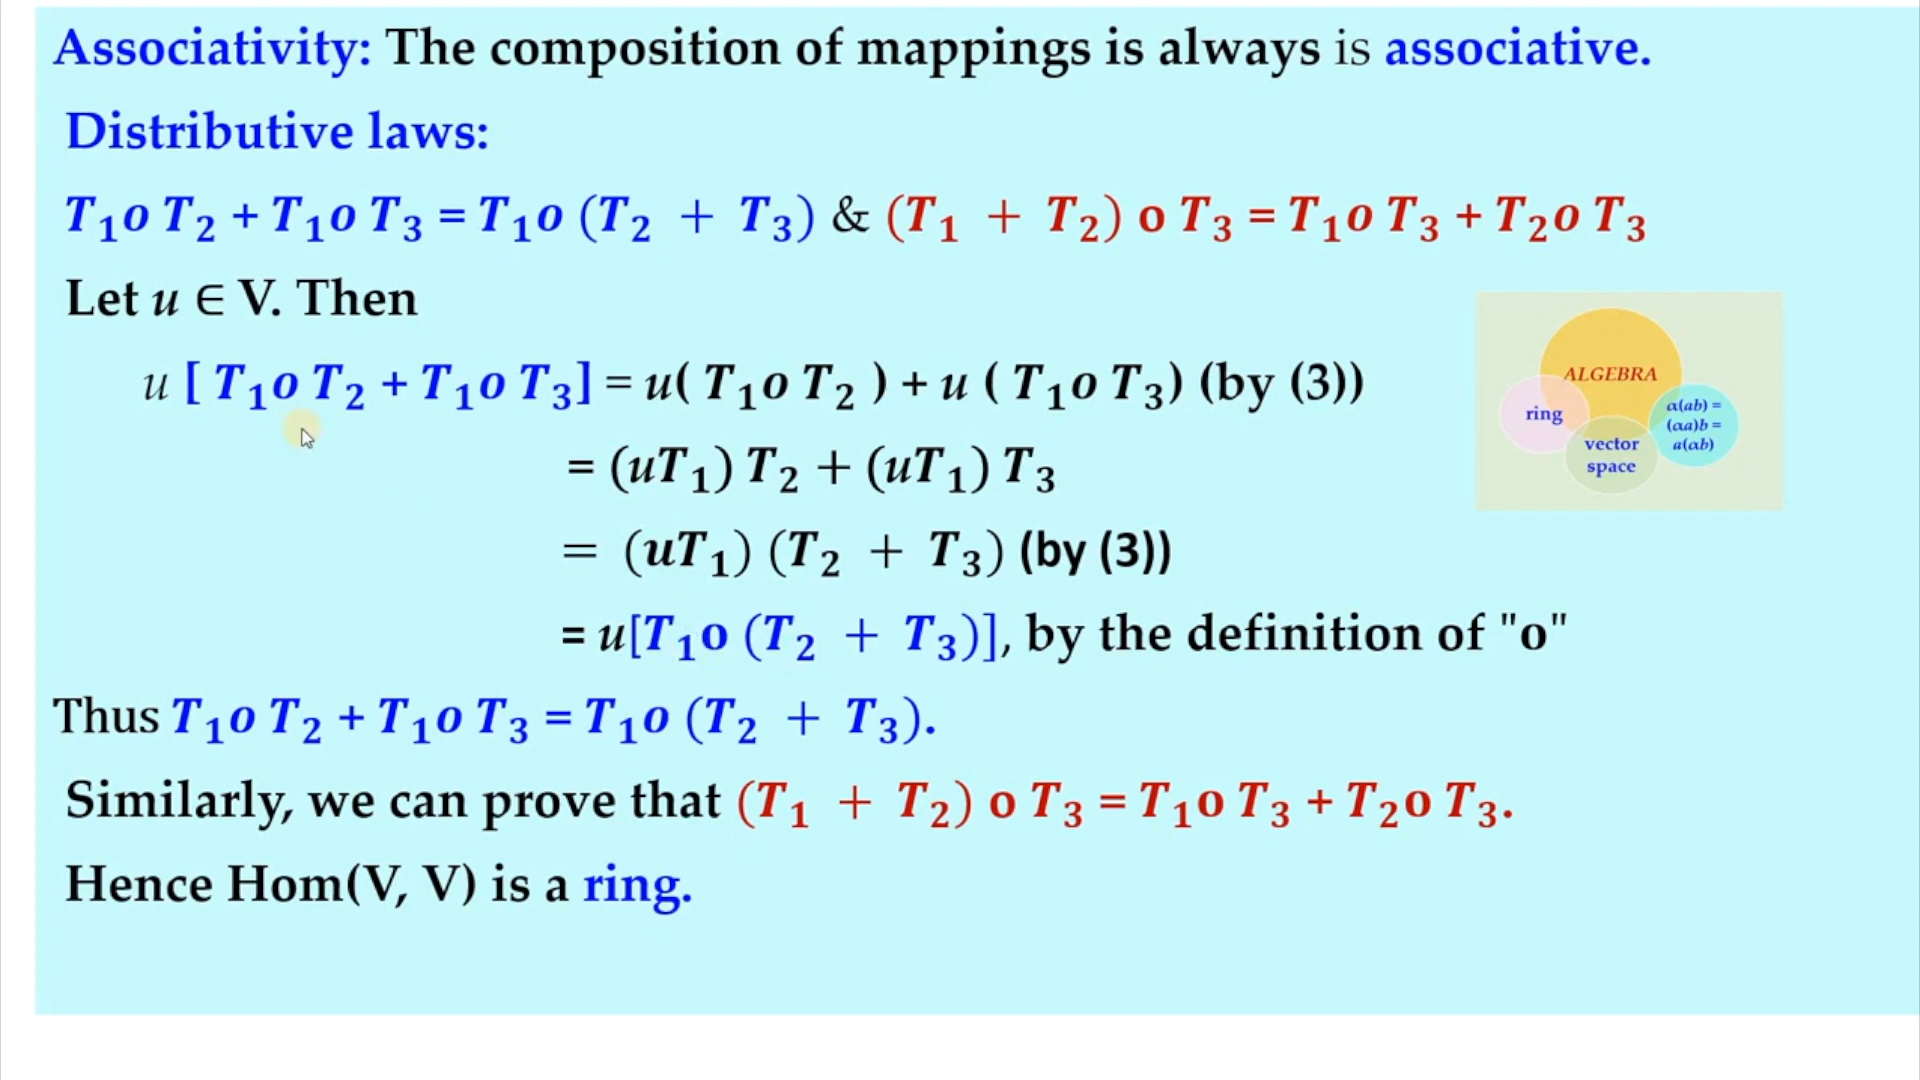 Associativity: The composition of mappings is always is associative.
Distributive laws:
T₁o T₂ + T₁o T₃ = T₁o (T₂ + T₃) & (T₁ + T₂) o T₃ = T₁o T₃ + T₂o T₃
Let u ∈ V. Then
u [ T₁o T₂ + T₁o T₃] = u( T₁o T₂ ) + u ( T₁o T₃) (by (3))
= (uT₁) T₂ + (uT₁) T₃
= (uT₁) (T₂ + T₃) (by (3))
= u[T₁o (T₂ + T₃)], by the definition of "o"
Thus T₁o T₂ + T₁o T₃ = T₁o (T₂ + T₃).
Similarly, we can prove that (T₁ + T₂) o T₃ = T₁o T₃ + T₂o T₃.
Hence Hom(V, V) is a ring.
ALGEBRA
ring
vector
space
α(ab) =
(αa)b =
a(αb)